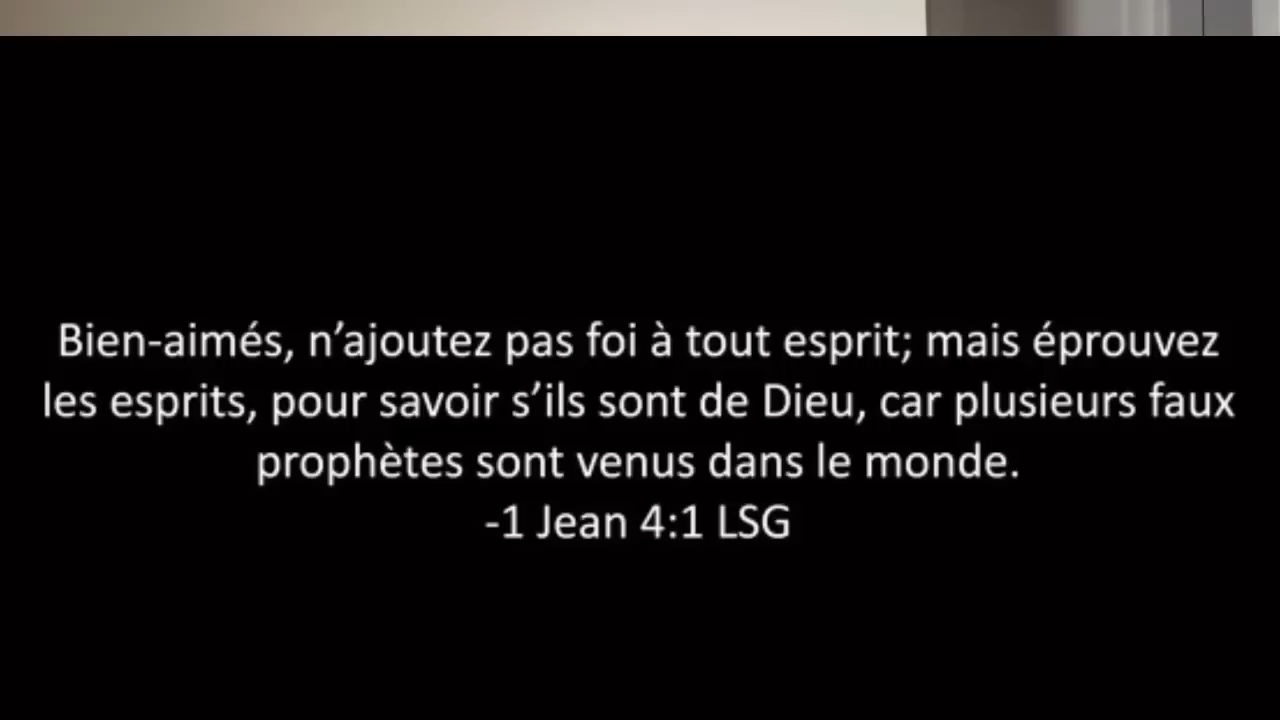 Bien-aimés, n’ajoutez pas foi à tout esprit; mais éprouvez
les esprits, pour savoir s’ils sont de Dieu, car plusieurs faux
prophètes sont venus dans le monde.
-1 Jean 4:1 LSG